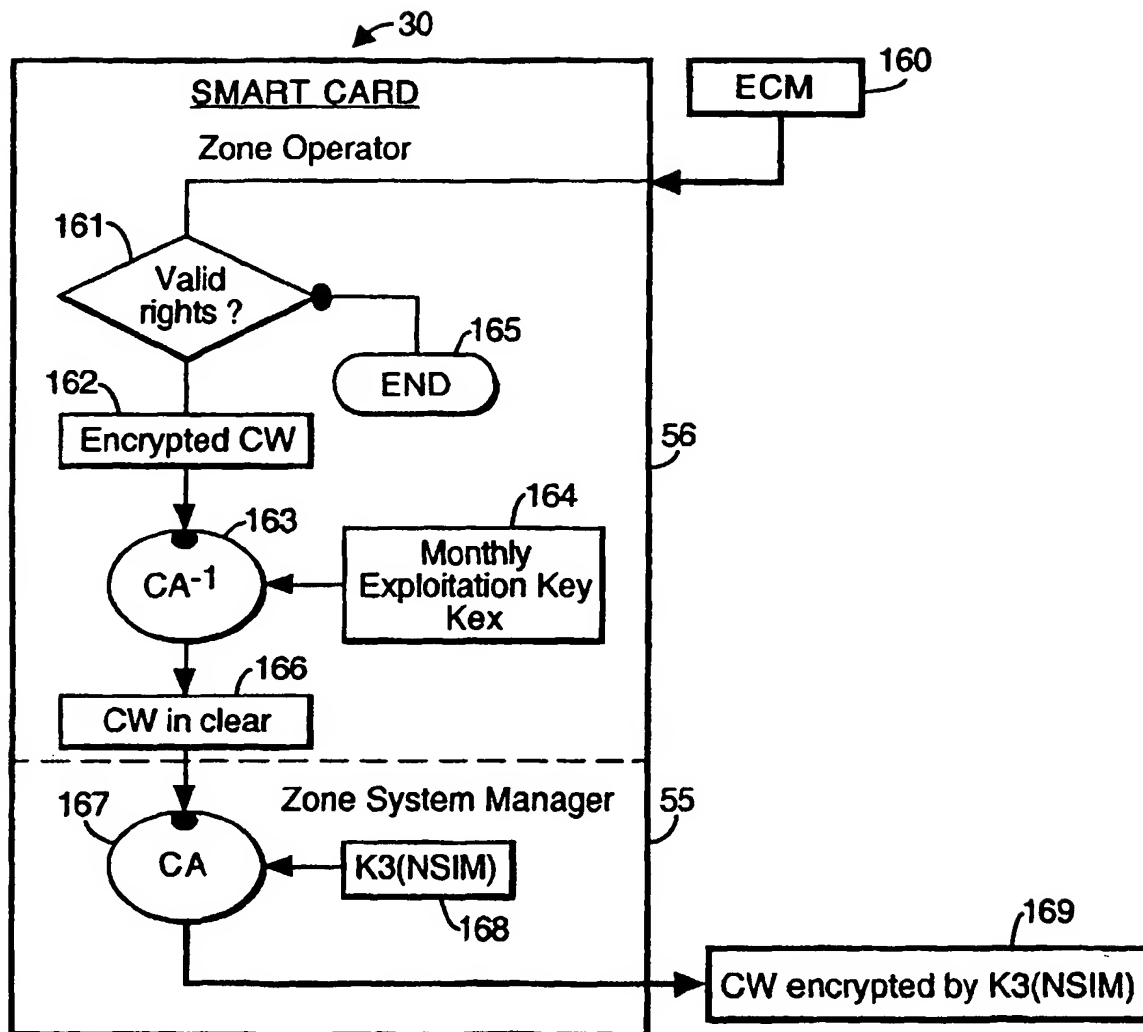 30
SMART CARD
ECM
160
Zone Operator
161
Valid
rights ?
165
END
162
Encrypted CW
56
163
164
CA-1
Monthly
Exploitation Key
Kex
166
CW in clear
Zone System Manager
55
167
CA
K3(NSIM)
168
169
CW encrypted by K3(NSIM)